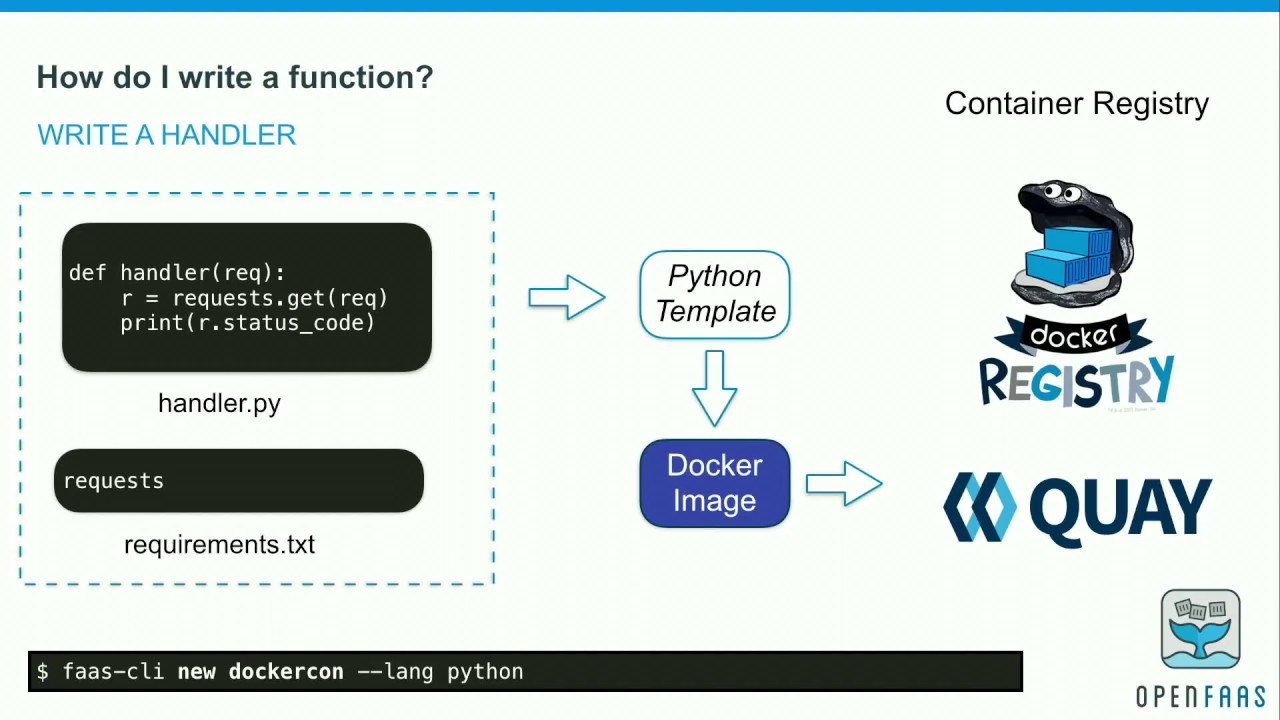 How do I write a function?
WRITE A HANDLER
Container Registry
def handler(req):
    r = requests.get(req)
    print(r.status_code)
handler.py
requests
requirements.txt
Python
Template
Docker
Image
docker
REGISTRY
QUAY
$ faas-cli new dockercon --lang python
OPENFAAS